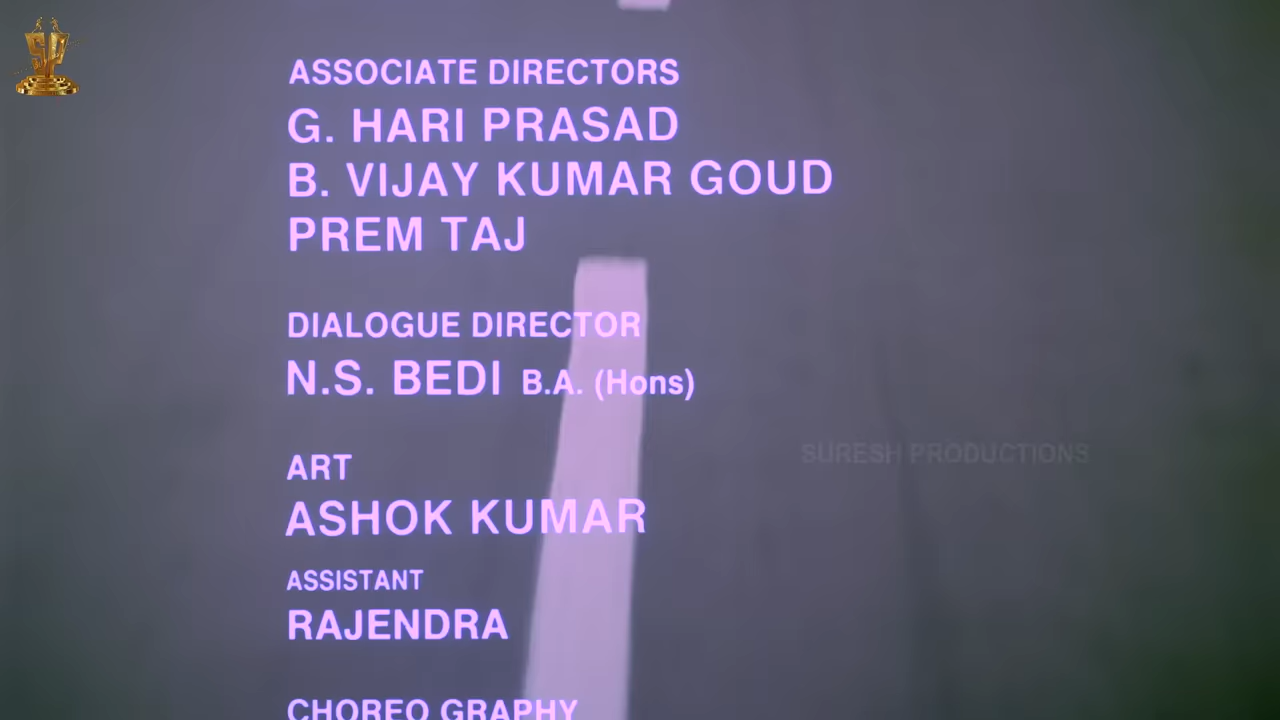 SP
ASSOCIATE DIRECTORS
G. HARI PRASAD
B. VIJAY KUMAR GOUD
PREM TAJ
DIALOGUE DIRECTOR
N.S. BEDI B.A. (Hons)
SURESH PRODUCTIONS
ART
ASHOK KUMAR
ASSISTANT
RAJENDRA
CHOREO GRAPHY